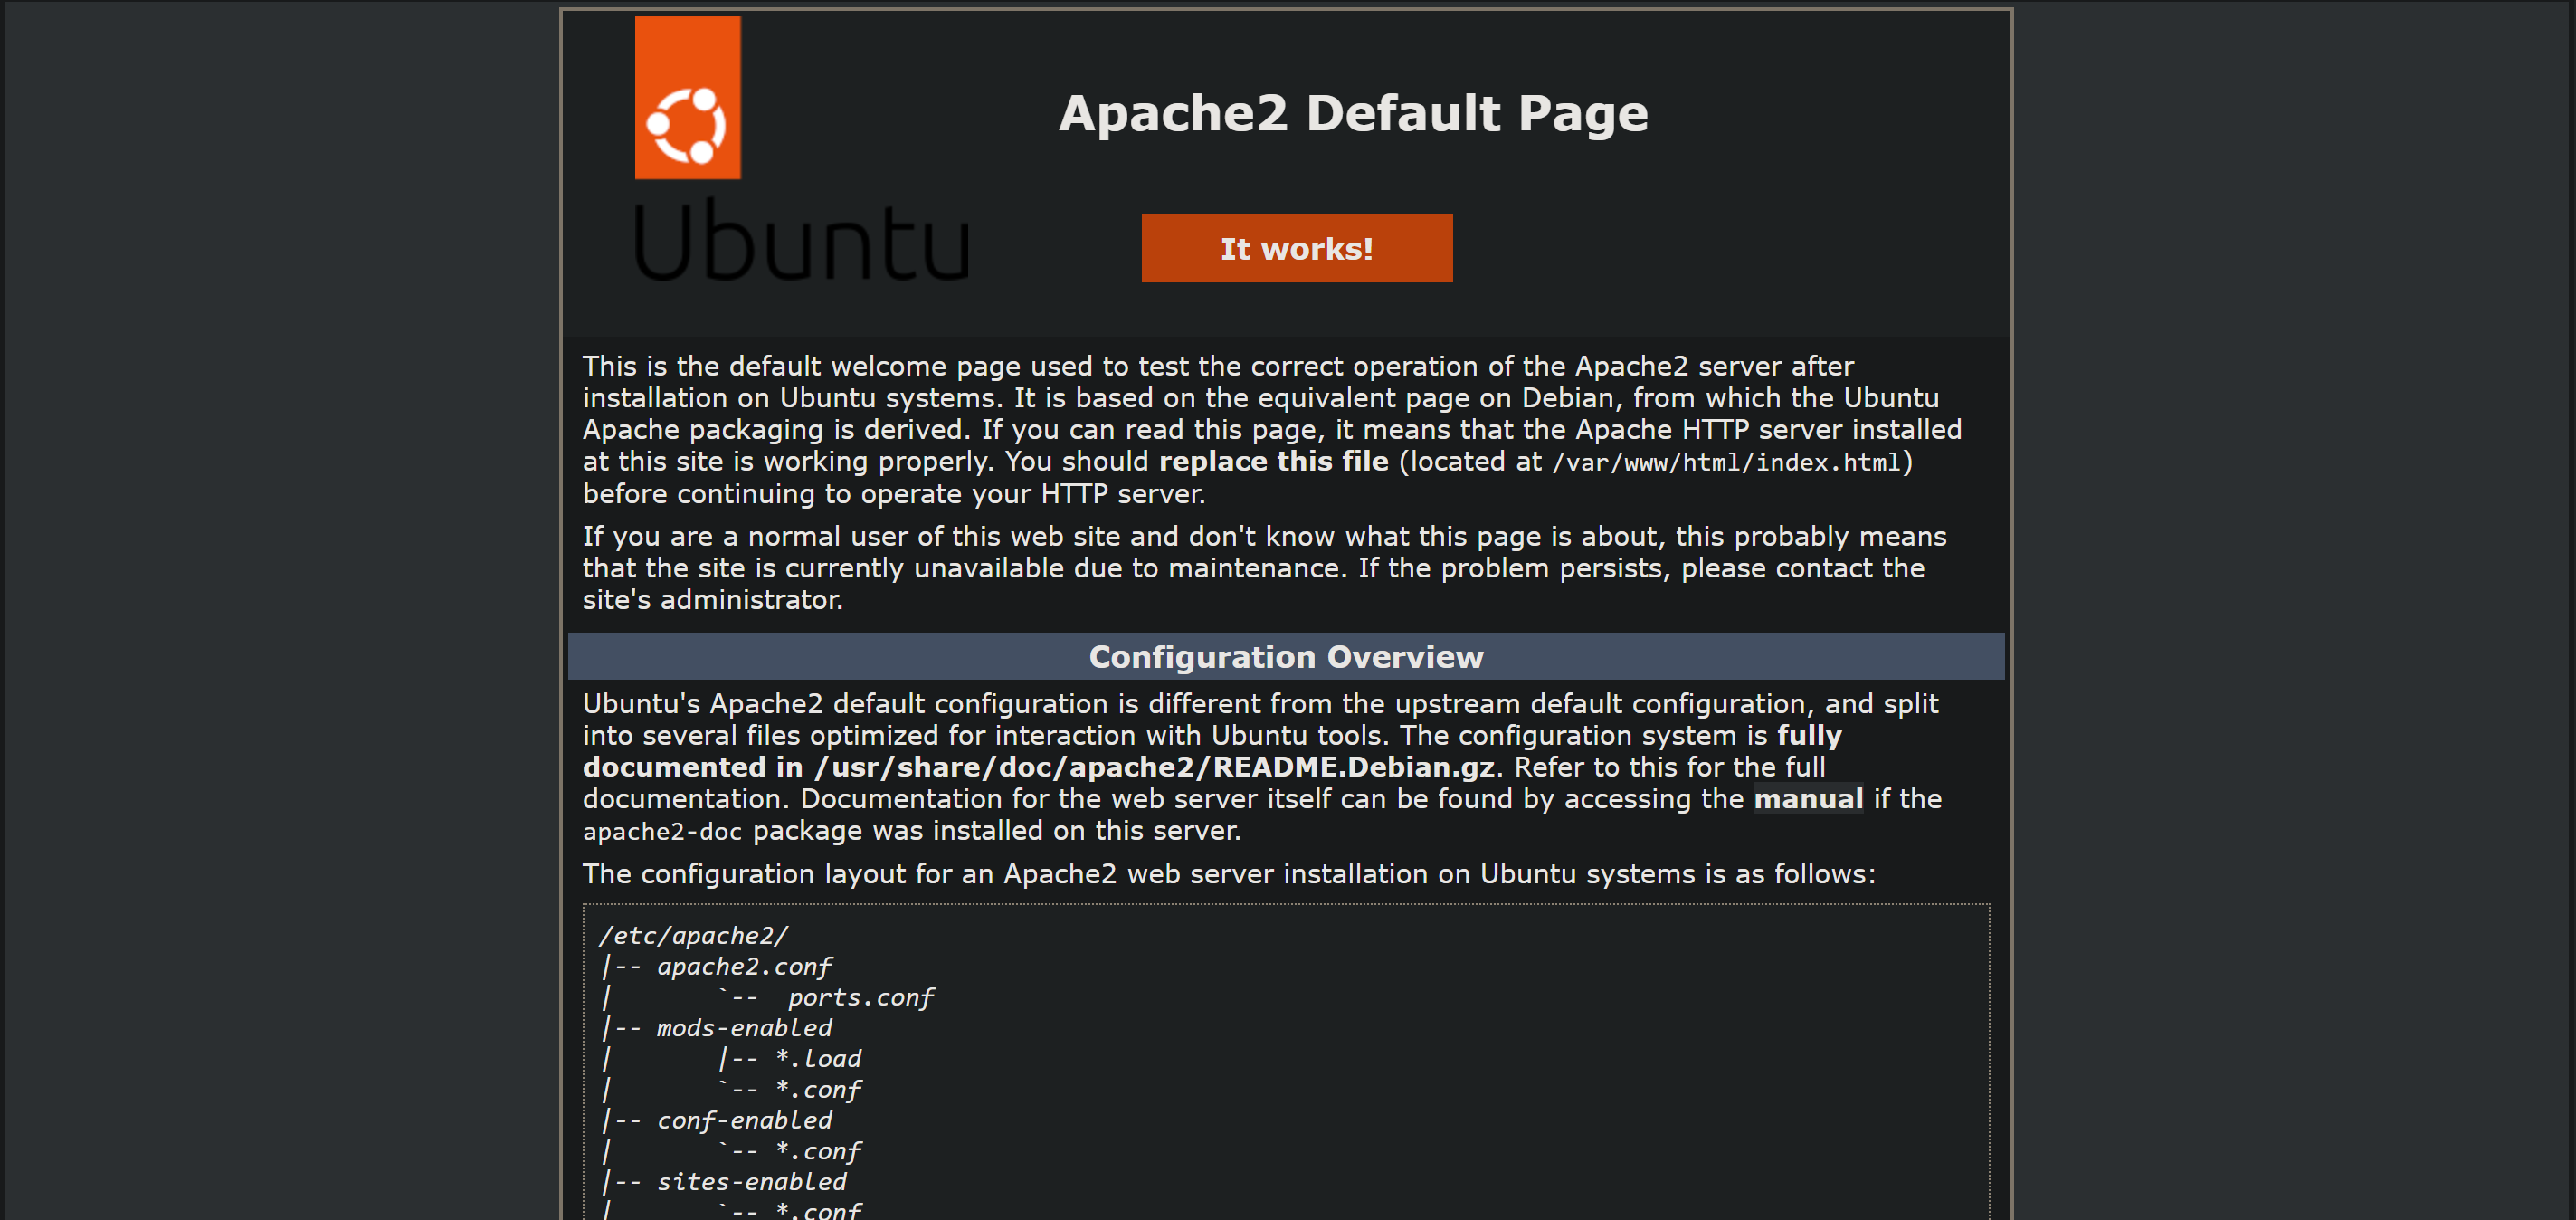 Ubuntu
Apache2 Default Page
It works!
This is the default welcome page used to test the correct operation of the Apache2 server after
installation on Ubuntu systems. It is based on the equivalent page on Debian, from which the Ubuntu
Apache packaging is derived. If you can read this page, it means that the Apache HTTP server installed
at this site is working properly. You should replace this file (located at /var/www/html/index.html)
before continuing to operate your HTTP server.
If you are a normal user of this web site and don't know what this page is about, this probably means
that the site is currently unavailable due to maintenance. If the problem persists, please contact the
site's administrator.
Configuration Overview
Ubuntu's Apache2 default configuration is different from the upstream default configuration, and split
into several files optimized for interaction with Ubuntu tools. The configuration system is fully
documented in /usr/share/doc/apache2/README.Debian.gz. Refer to this for the full
documentation. Documentation for the web server itself can be found by accessing the manual if the
apache2-doc package was installed on this server.
The configuration layout for an Apache2 web server installation on Ubuntu systems is as follows:
/etc/apache2/
|-- apache2.conf
|       `--  ports.conf
|-- mods-enabled
|       |-- *.load
|       `-- *.conf
|-- conf-enabled
|       `-- *.conf
|-- sites-enabled
|       `-- *.conf